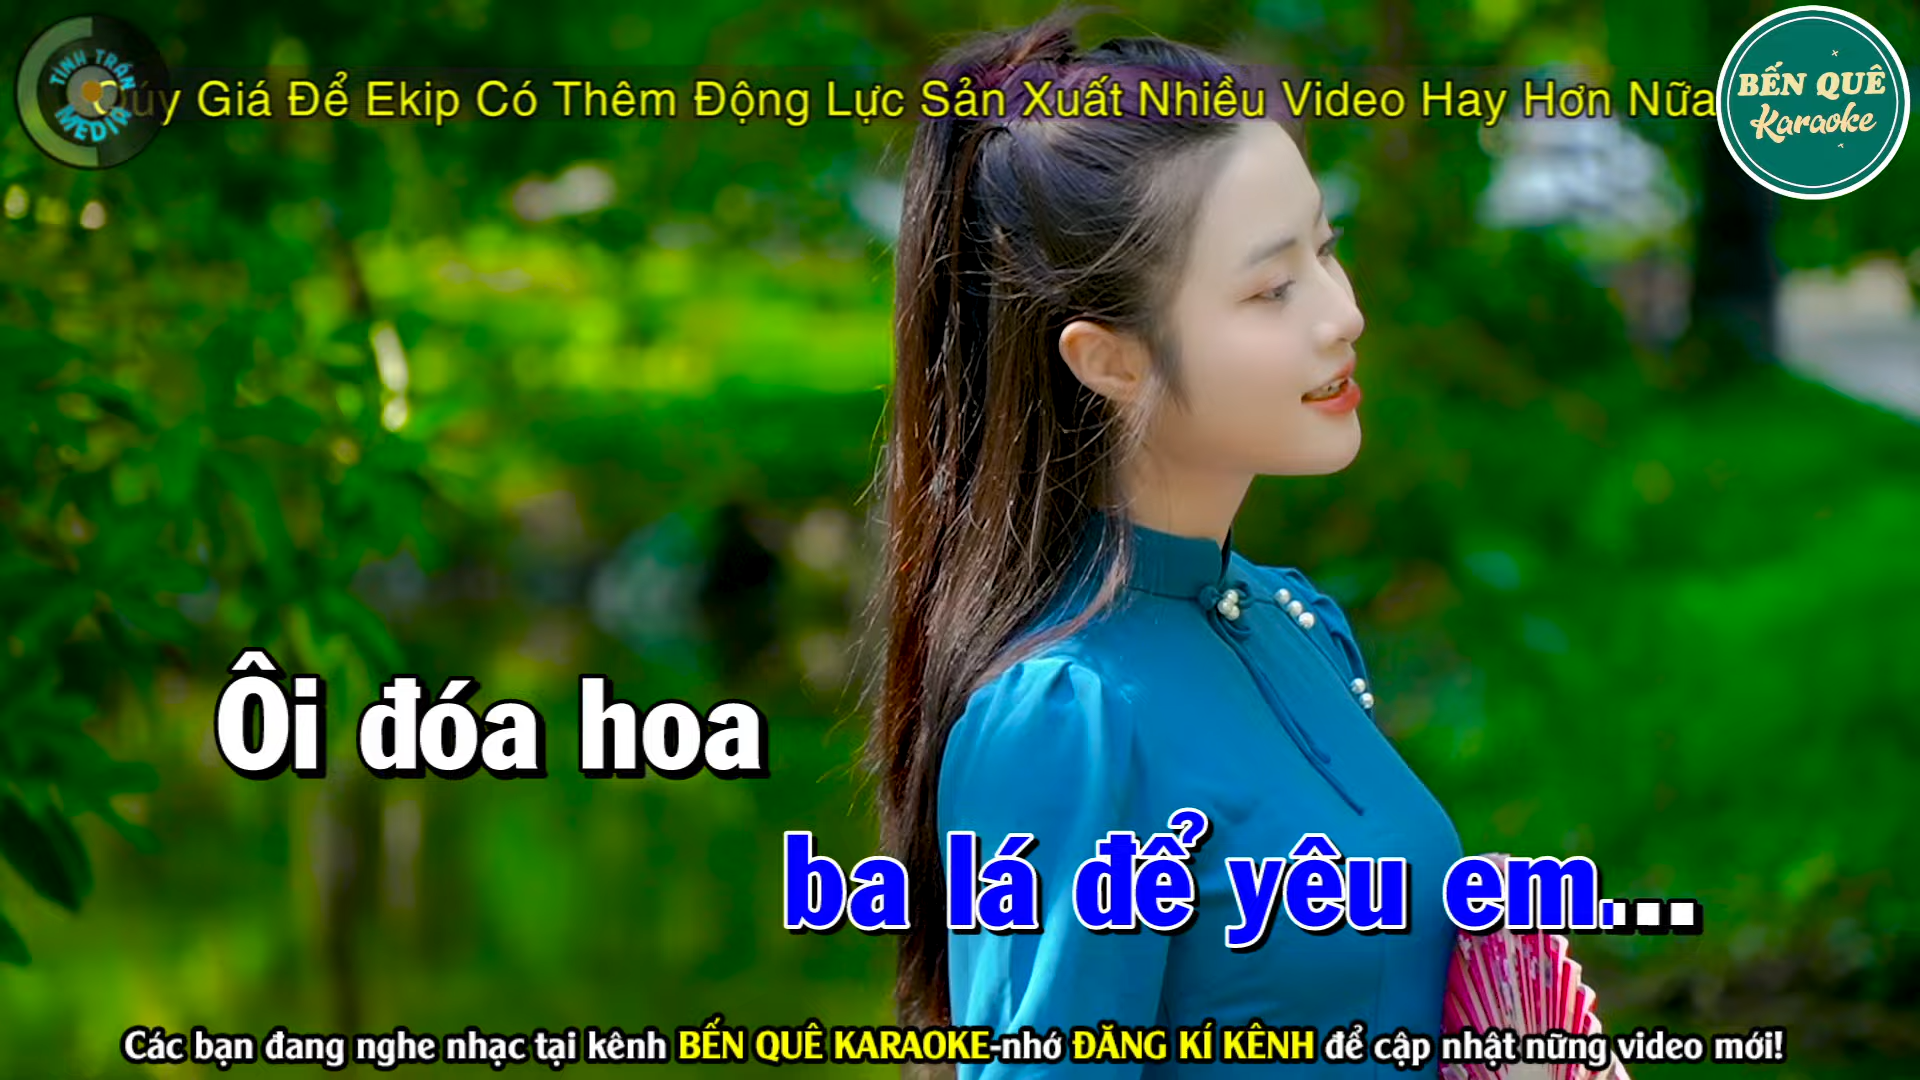 TÌNH TRẦN
MEDIA
Qúy Giá Để Ekip Có Thêm Động Lực Sản Xuất Nhiều Video Hay Hơn Nữa
BẾN QUÊ
Karaoke
Ôi đóa hoa
ba lá để yêu em...
Các bạn đang nghe nhạc tại kênh BẾN QUÊ KARAOKE-nhớ ĐĂNG KÍ KÊNH để cập nhật nững video mới!